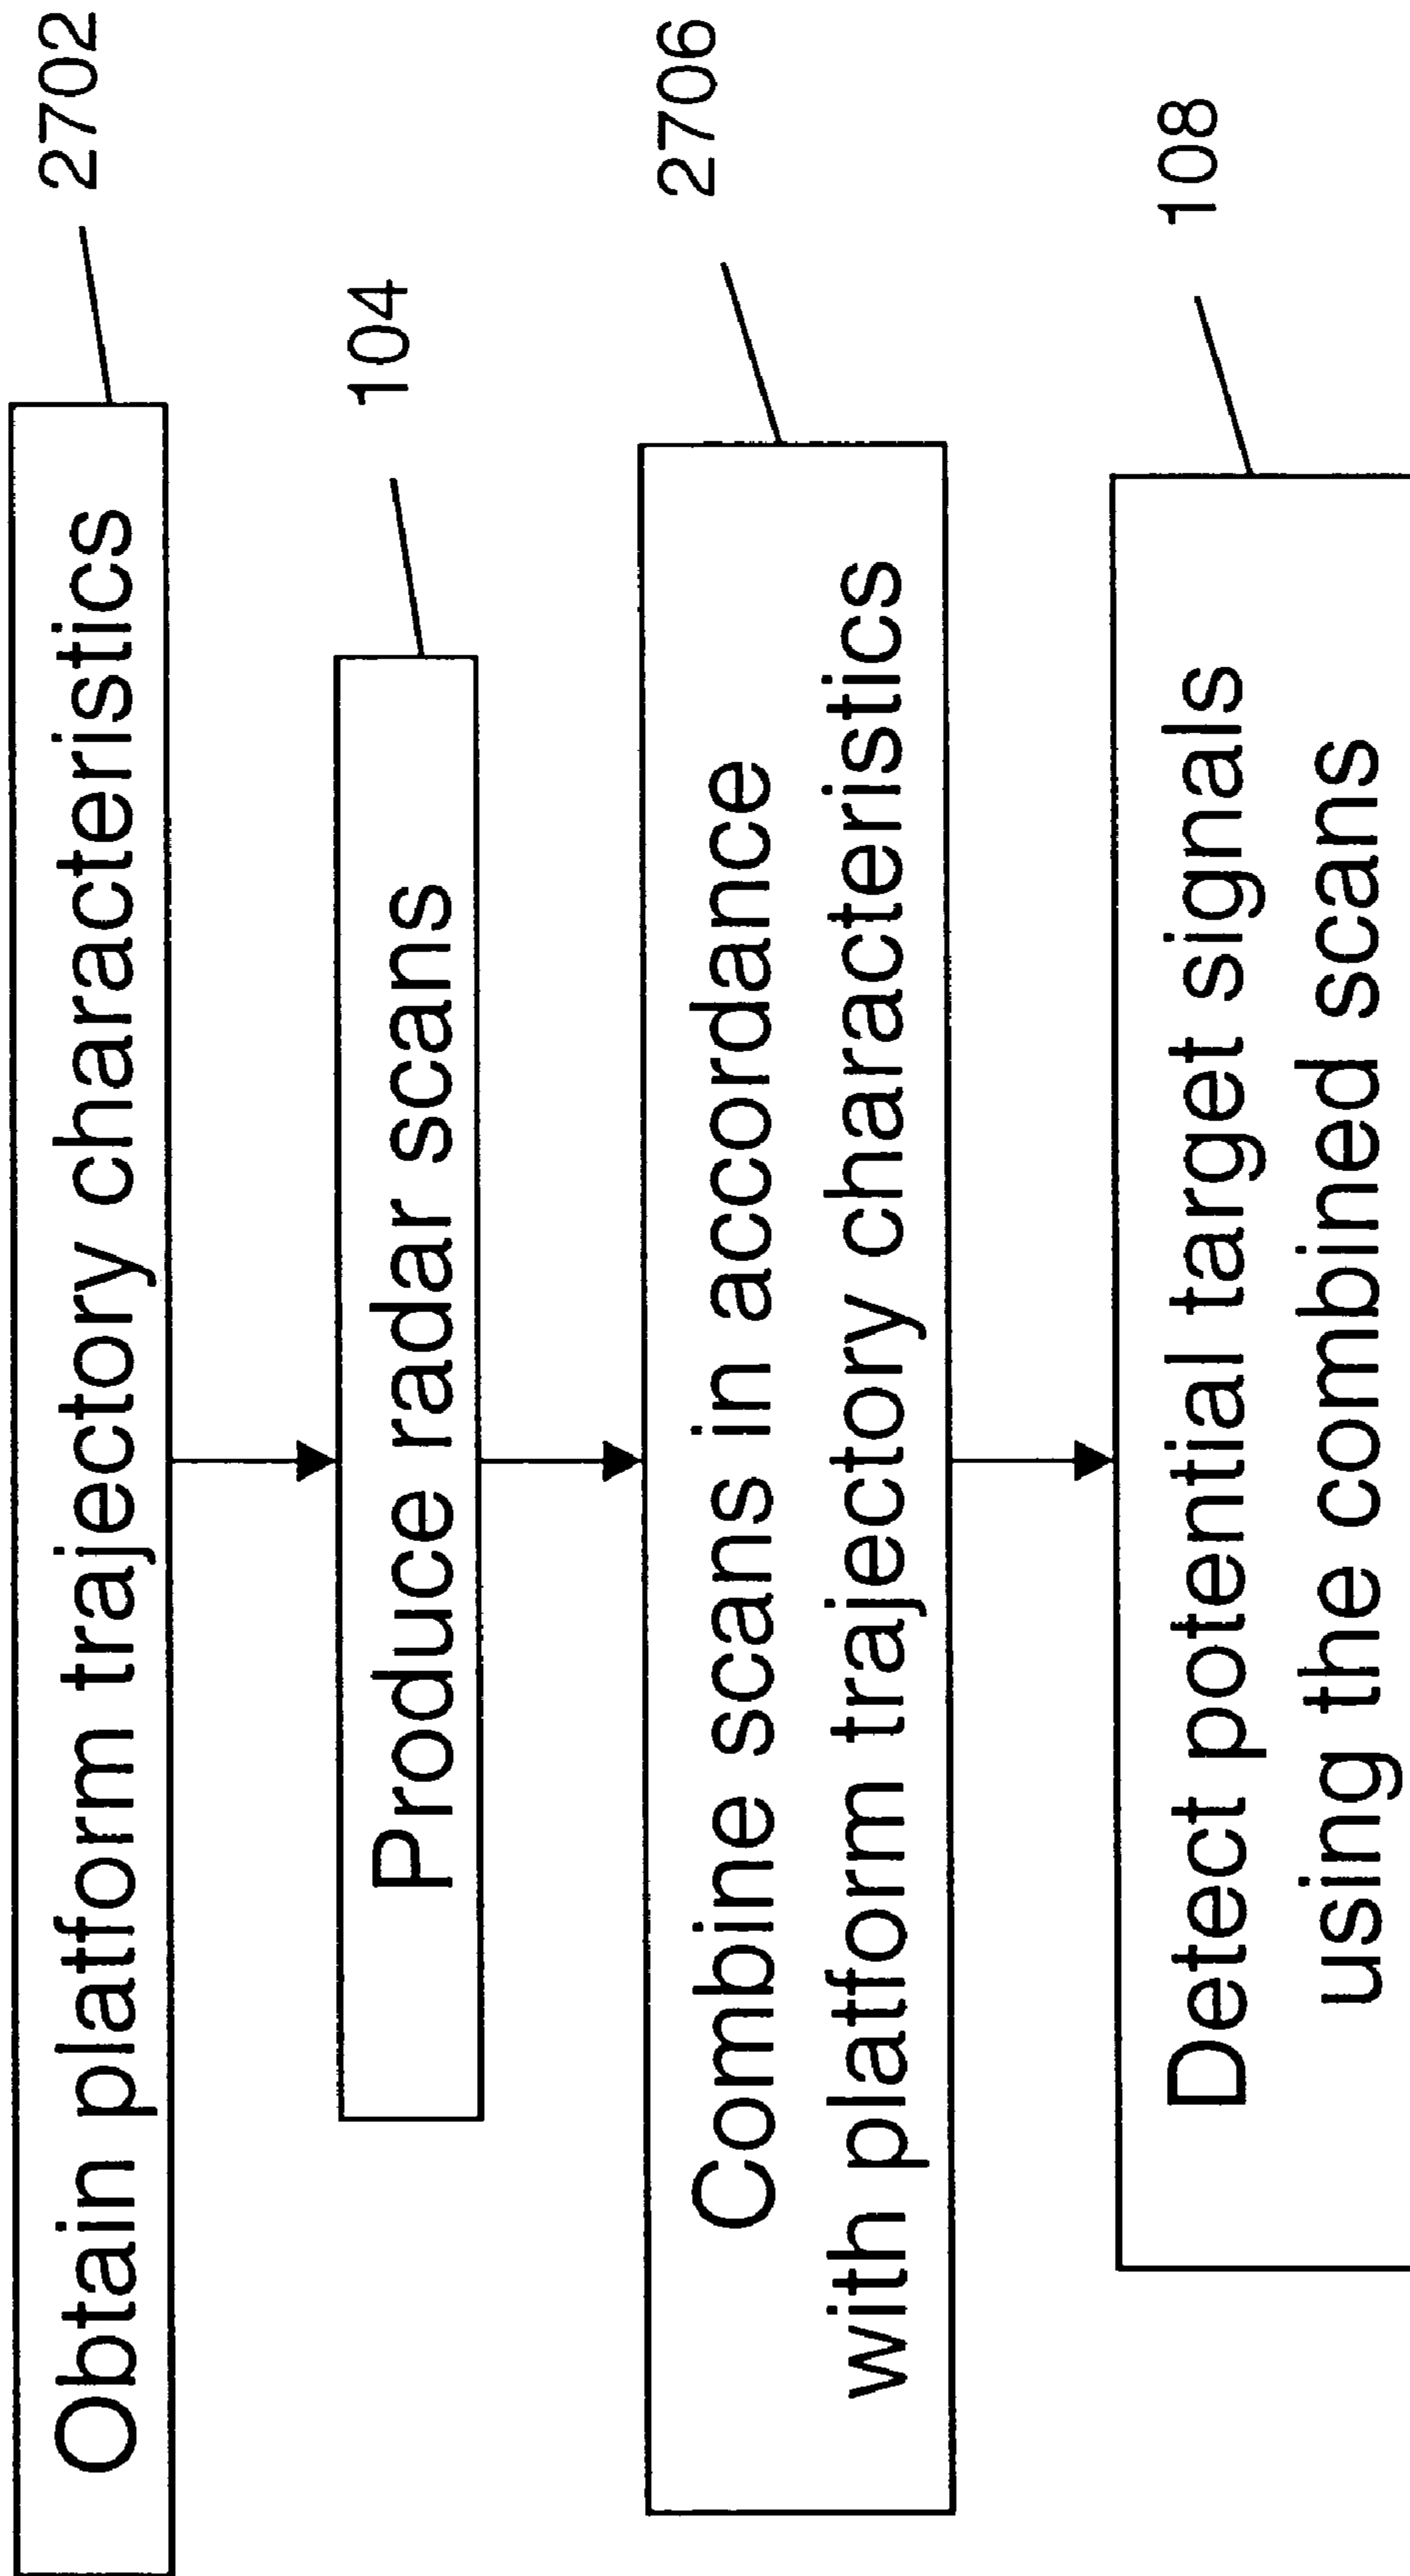 Obtain platform trajectory characteristics
2702
Produce radar scans
104
Combine scans in accordance
with platform trajectory characteristics
2706
Detect potential target signals
using the combined scans
108